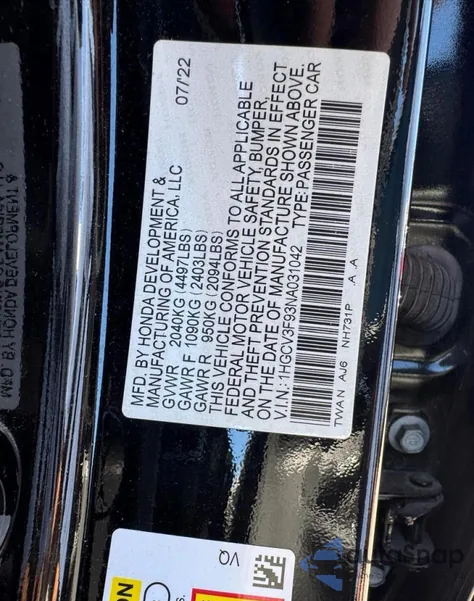 MFD. BY HONDA DEVELOPMENT &
MANUFACTURING OF AMERICA, LLC 07/'22
GVWR 2040KG (4497LBS)
GAWR F 1090KG (2403LBS)
GAWR R 950KG (2094LBS)
THIS VEHICLE CONFORMS TO ALL APPLICABLE
FEDERAL MOTOR VEHICLE SAFETY, BUMPER,
AND THEFT PREVENTION STANDARDS IN EFFECT
ON THE DATE OF MANUFACTURE SHOWN ABOVE.
V.I.N.: 1HGCV3F93NA031042 TYPE: PASSENGER CAR
TWAN AJ6 NH731P A A
VQ
autosnap